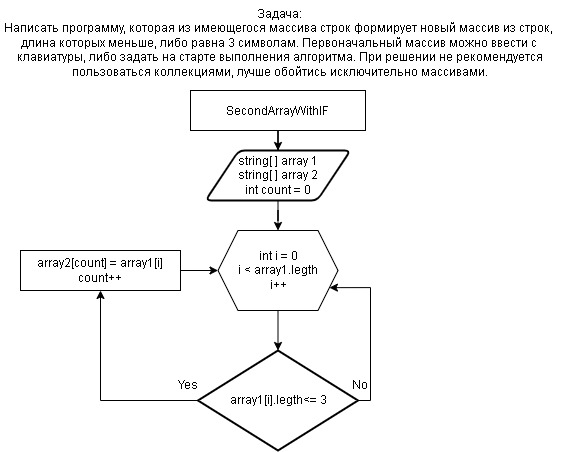 Задача:
Написать программу, которая из имеющегося массива строк формирует новый массив из строк,
длина которых меньше, либо равна 3 символам. Первоначальный массив можно ввести с
клавиатуры, либо задать на старте выполнения алгоритма. При решении не рекомендуется
пользоваться коллекциями, лучше обойтись исключительно массивами.
SecondArrayWithIF
string[ ] array 1
string[ ] array 2
int count = 0
int i = 0
i < array1.legth
i++
array2[count] = array1[i]
count++
Yes
No
array1[i].legth<= 3